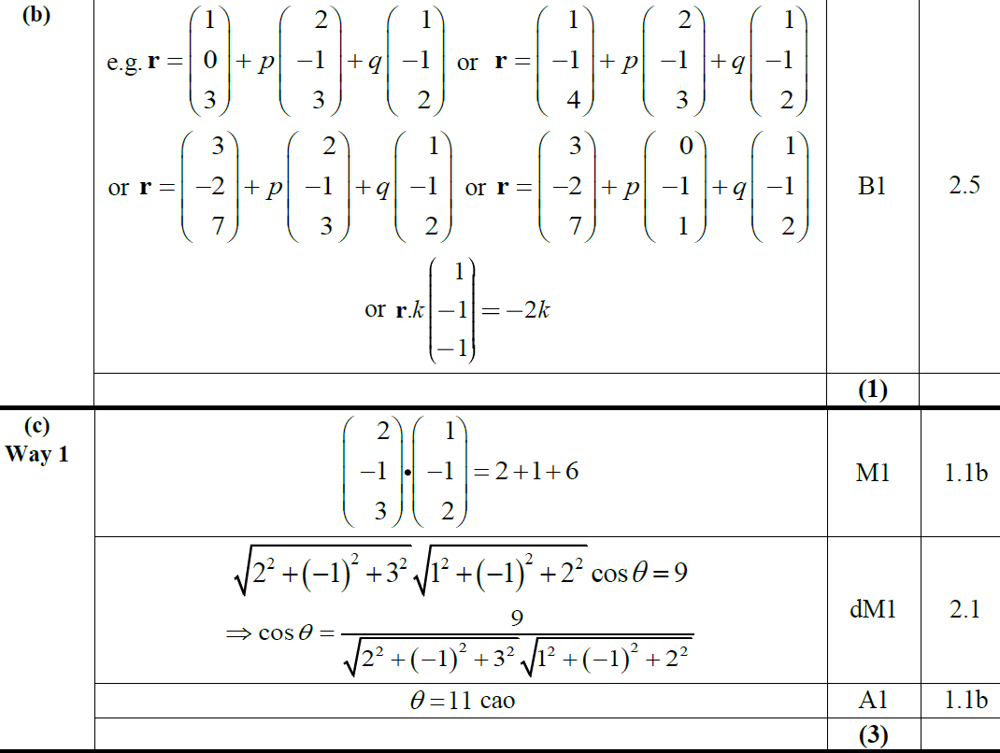 (b)
e.g. r = (1 0 3) + p(2 −1 3) + q(1 −1 2) or r = (1 −1 4) + p(2 −1 3) + q(1 −1 2)
or r = (3 −2 7) + p(2 −1 3) + q(1 −1 2) or r = (3 −2 7) + p(0 −1 1) + q(1 −1 2) B1 2.5
or r.k(1 −1 −1) = −2k
(1)
(c)
Way 1
(2 −1 3)•(1 −1 2) = 2+1+6 M1 1.1b
√(2² + (−1)² + 3²) √(1² + (−1)² + 2²) cos θ = 9
⇒ cos θ = 9 / (√(2² + (−1)² + 3²) √(1² + (−1)² + 2²)) dM1 2.1
θ = 11 cao A1 1.1b
(3)